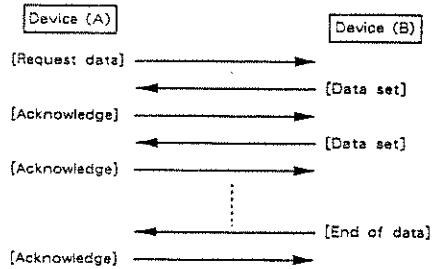 Device (A)
Device (B)
[Request data]
[Data set]
[Acknowledge]
[Data set]
[Acknowledge]
[End of data]
[Acknowledge]